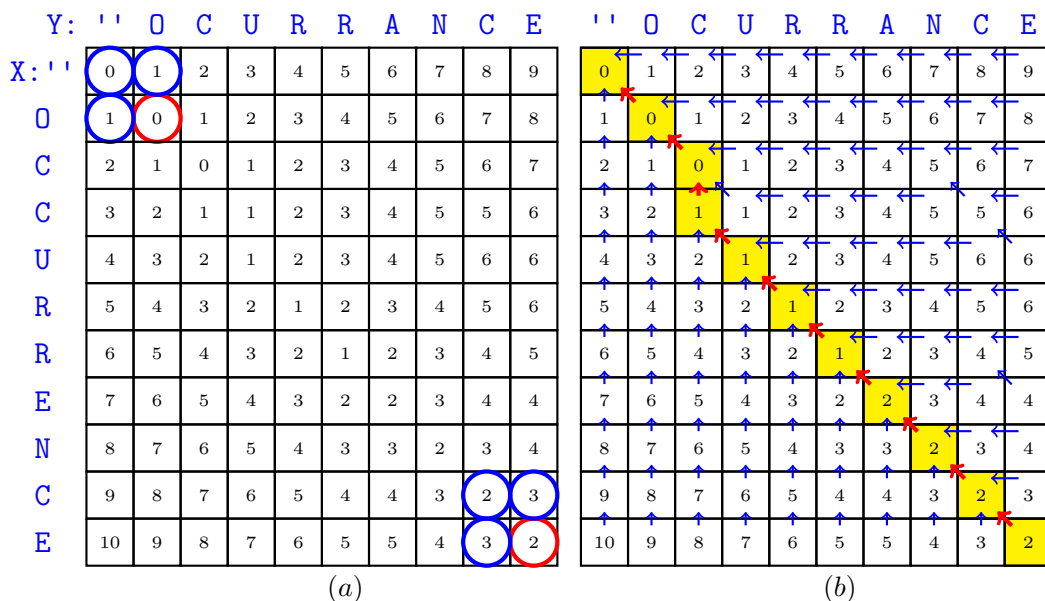 Y: '' O C U R R A N C E '' O C U R R A N C E
X:'' 0 1 2 3 4 5 6 7 8 9 0 1 2 3 4 5 6 7 8 9
O 1 0 1 2 3 4 5 6 7 8 1 0 1 2 3 4 5 6 7 8
C 2 1 0 1 2 3 4 5 6 7 2 1 0 1 2 3 4 5 6 7
C 3 2 1 1 2 3 4 5 5 6 3 2 1 1 2 3 4 5 5 6
U 4 3 2 1 2 3 4 5 6 6 4 3 2 1 2 3 4 5 6 6
R 5 4 3 2 1 2 3 4 5 6 5 4 3 2 1 2 3 4 5 6
R 6 5 4 3 2 1 2 3 4 5 6 5 4 3 2 1 2 3 4 5
E 7 6 5 4 3 2 2 3 4 4 7 6 5 4 3 2 2 3 4 4
N 8 7 6 5 4 3 3 2 3 4 8 7 6 5 4 3 3 2 3 4
C 9 8 7 6 5 4 4 3 2 3 9 8 7 6 5 4 4 3 2 3
E 10 9 8 7 6 5 5 4 3 2 10 9 8 7 6 5 5 4 3 2
(a) (b)